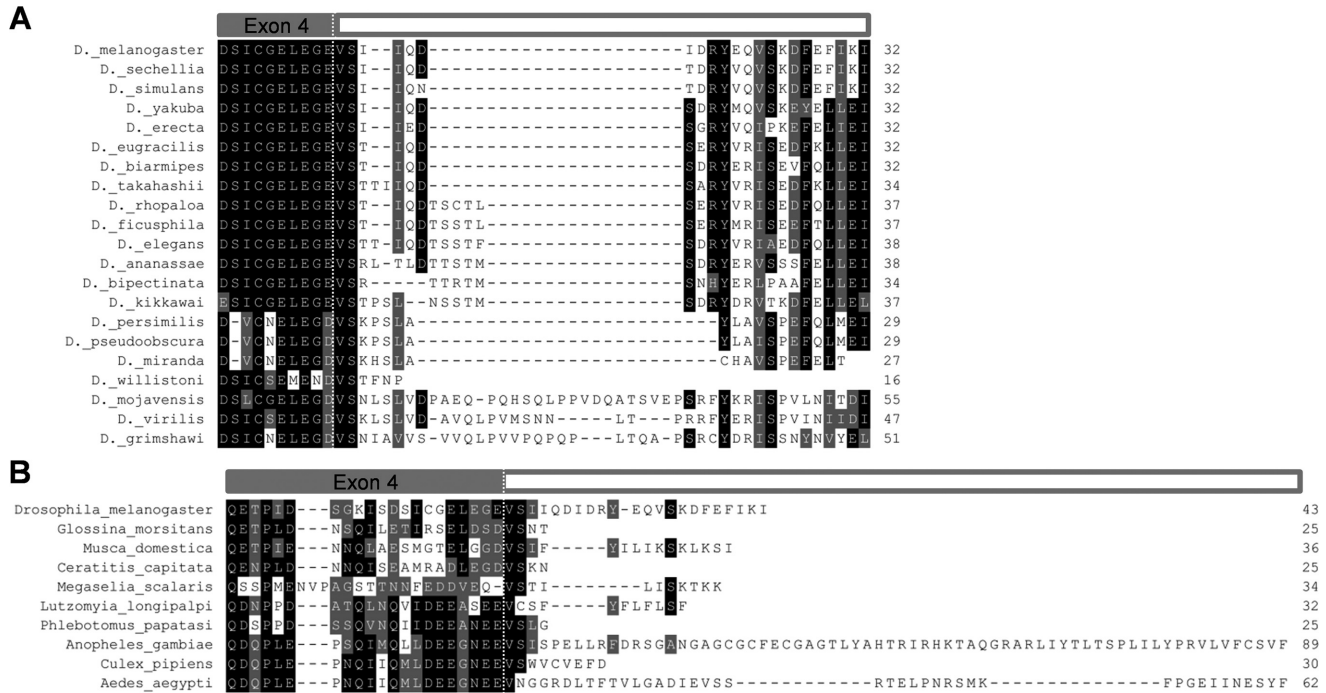 A
Exon 4
D._melanogaster DSICGELEGEVSI--IQD----------------------IDRYEQVSKDFEFIKI 32
D._sechellia DSICGELEGEVSI--IQD----------------------TDRYVQVSKDFEFIKI 32
D._simulans DSICGELEGEVSI--IQN----------------------TDRYVQVSKDFEFIKI 32
D._yakuba DSICGELEGEVSI--IQD----------------------SDRYMQVSKEYELLEI 32
D._erecta DSICGELEGEVSI--IED----------------------SGRYVQIPKEFELIEI 32
D._eugracilis DSICGELEGEVST--IQD----------------------SERYVRISEDFKLLEI 32
D._biarmipes DSICGELEGEVST--IQD----------------------SDRYERISEVFQLLEI 32
D._takahashii DSICGELEGEVSTTIIQD----------------------SARYVRISEDFKLLEI 34
D._rhopaloa DSICGELEGEVST--IQDTSCTL-----------------SERYVRISEDFQLLEI 37
D._ficusphila DSICGELEGEVST--IQDTSSTL-----------------SDRYMRISEEFTLLEI 37
D._elegans DSICGELEGEVSTT-IQDTSSTF-----------------SERYVRIAEDFQLLEI 38
D._ananassae DSICGELEGEVSRL-TLDTTSTM-----------------SDRYERVSSSFELLEI 38
D._bipectinata DSICGELEGEVSR-----TTRTM-----------------SNHYERLPAAFELLEI 34
D._kikkawai ESICGELEGEVSTPSL--NSSTM-----------------SDRYDRVTKDFELLEL 37
D._persimilis D-VCNELEGDVSKPSLA--------------------------YLAVSPEFQLMEI 29
D._pseudoobscura D-VCNELEGDVSKPSLA--------------------------YLAISPEFQLMEI 29
D._miranda D-VCNELEGDVSKHSLA--------------------------CHAVSPEFELT 27
D._willistoni DSICSEMENDVSTFNP 16
D._mojavensis DSLCGELEGDVSNLSLVDPAEQ-PQHSQLPPVDQATSVEPSRFYKRISPVLNITDI 55
D._virilis DSICSELEGDVSKLSLVD-AVQLPVMSNN-----LT---PRRFYERISPVINIIDI 47
D._grimshawi DSICNELEGDVSNIAVVS-VVQLPVVPQPQP---LTQA-PSRCYDRISSNYNVYEL 51
B
Exon 4
Drosophila_melanogaster QETPID---SGKISDSICGELEGEVSIIQDIDRY-EQVSKDFEFIKI 43
Glossina_morsitans QETPLD---NSQILETIRSELDSDVSNT 25
Musca_domestica QETPIE---NNQLAESMGTELGGDVSIF-----YILIKSKLKSI 36
Ceratitis_capitata QENPLD---NNQISEAMRADLEGDVSKN 25
Megaselia_scalaris QSSPMENVPAGSTTNNFEDDVEQ-VSTI--------LISKTKK 34
Lutzomyia_longipalpi QDNPPD---ATQLNQVIDEEASEEVCSF-----YFLFLSF 32
Phlebotomus_papatasi QDSPPD---SSQVNQIIDEEANEEVSLG 25
Anopheles_gambiae QDQPLE---PSQIMQLLDEEGNEEVSISPELLRFDRSGANGAGCGCFECGAGTLYAHTRIRHKTAQGRARLIYTLTSPLILYPRVLVFCSVF 89
Culex_pipiens QDQPLE---PNQIIQMLDEEGNEEVSWVCVEFD 30
Aedes_aegypti QDQPLE---PNQIIQMLDEEGNEEVNGGRDLTFTVLGADIEVSS------------RTELPNRSMK---------------FPGEIINESYF 62